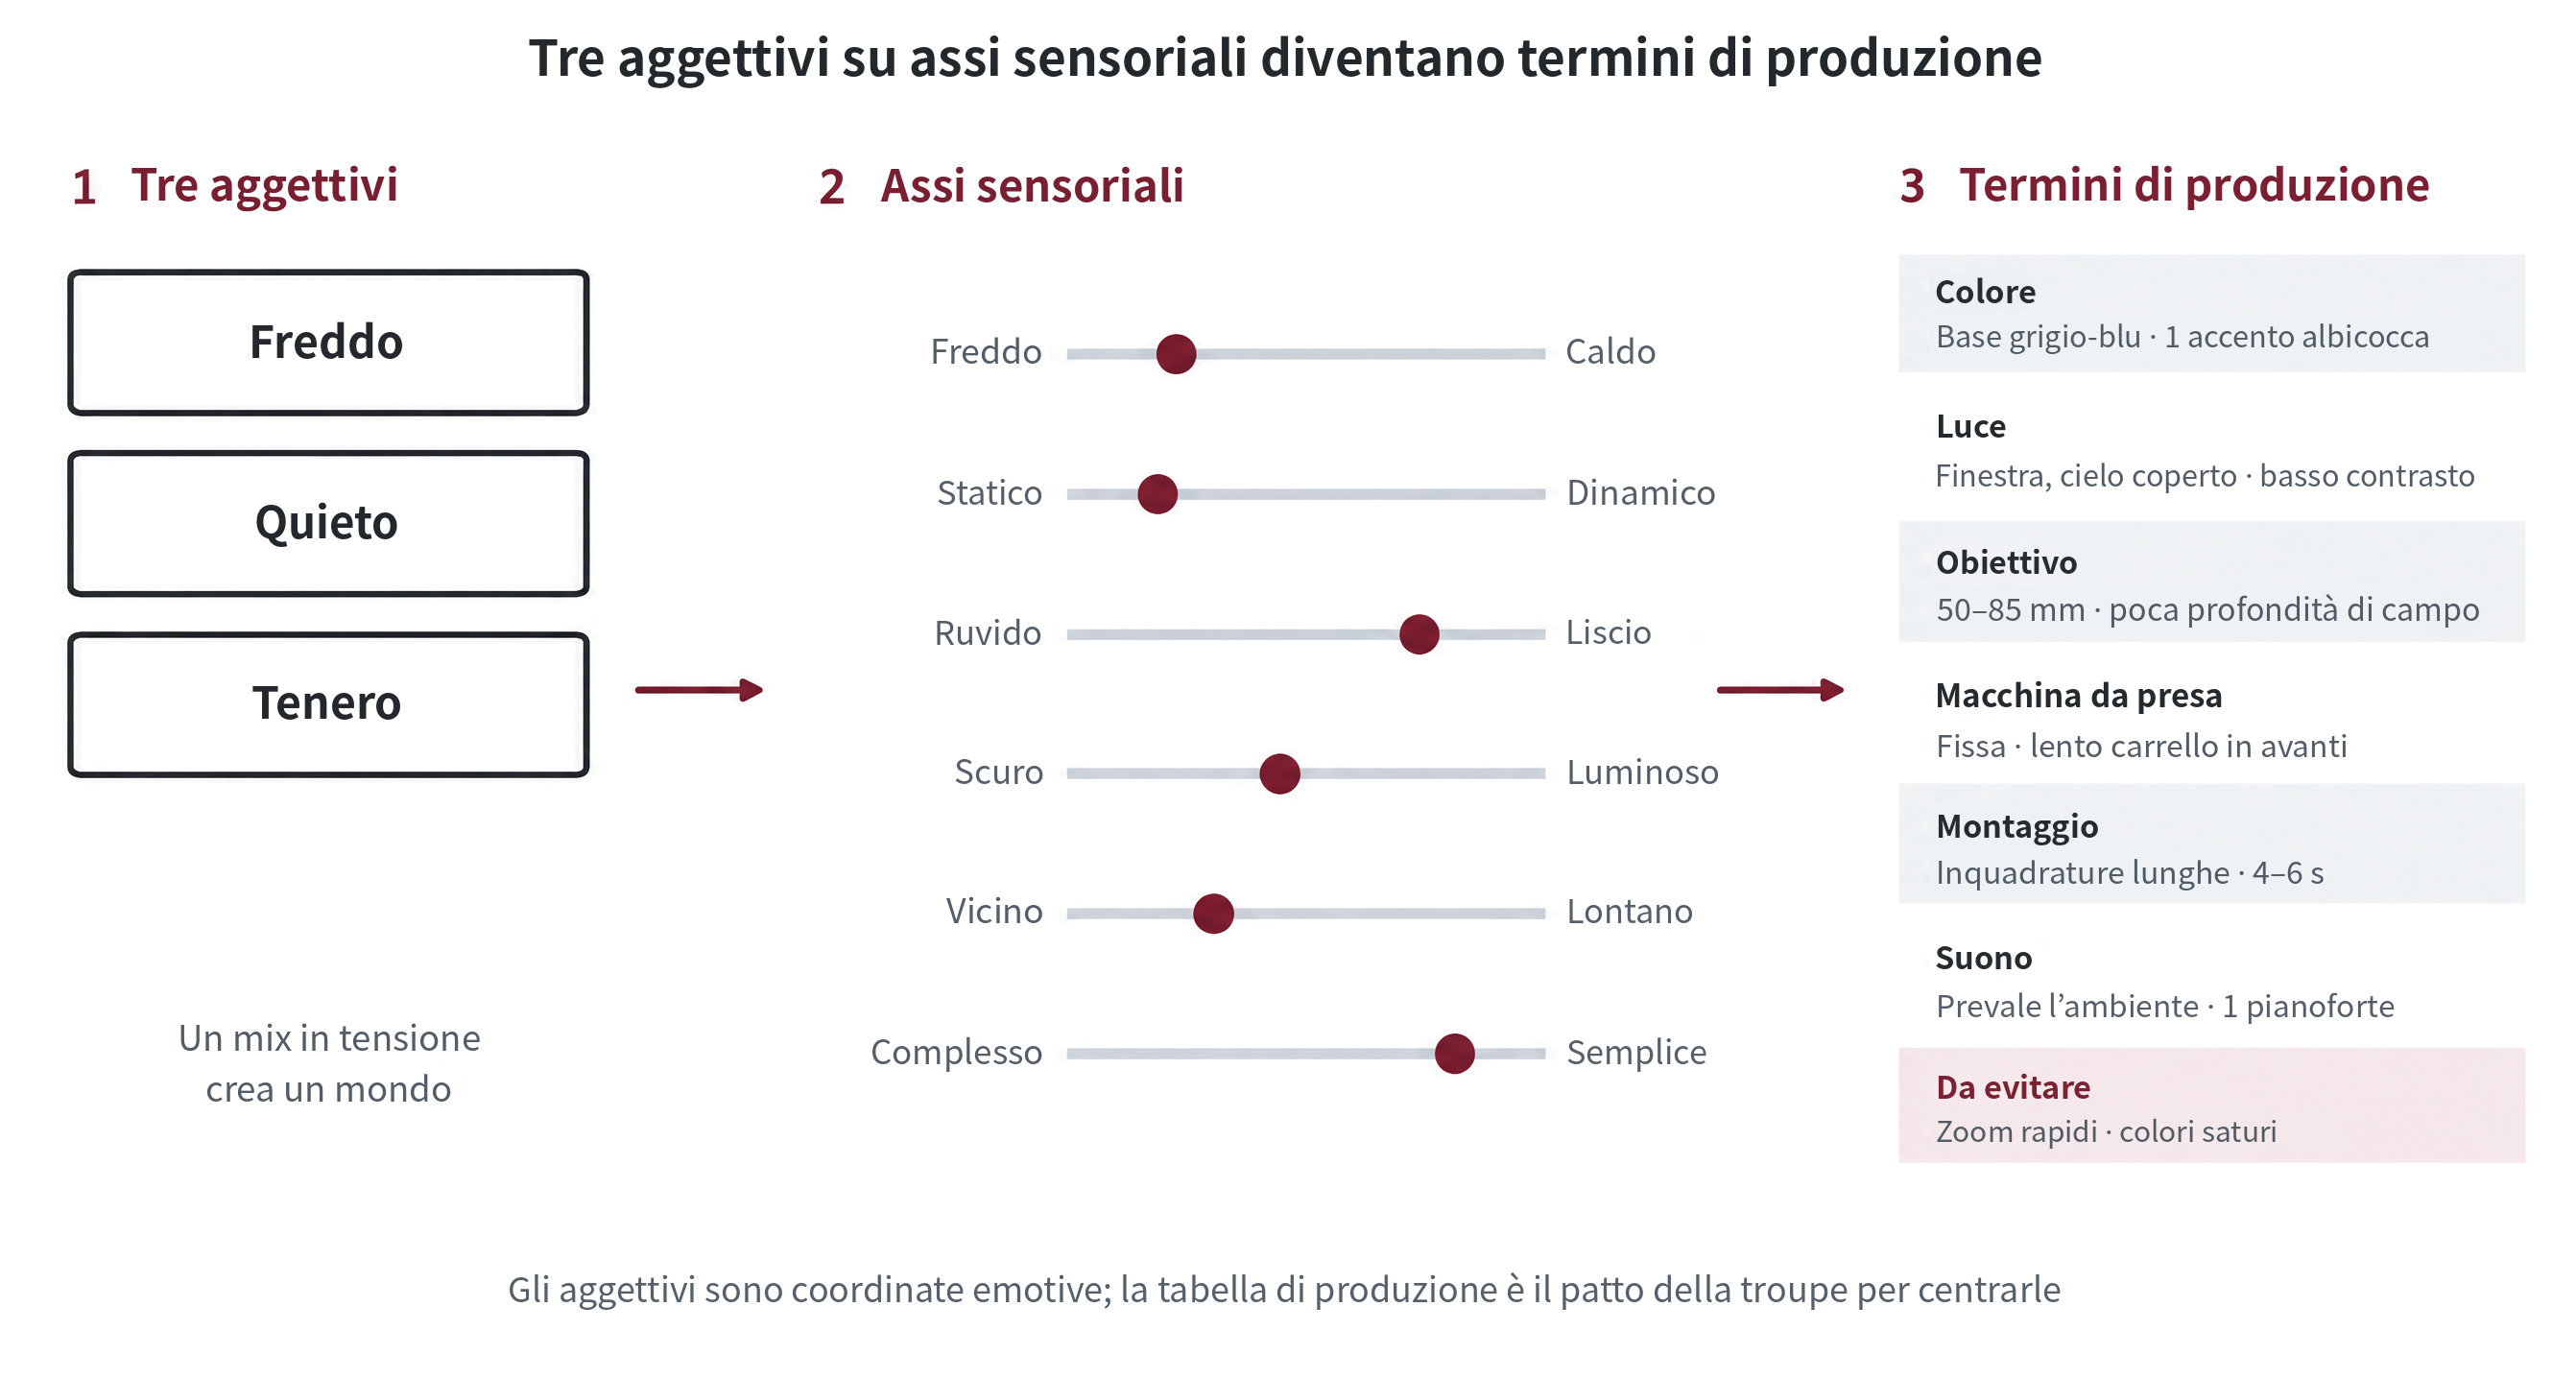 Tre aggettivi su assi sensoriali diventano termini di produzione
1 Tre aggettivi
Freddo
Quieto
Tenero
Un mix in tensione
crea un mondo
2 Assi sensoriali
Freddo Caldo
Statico Dinamico
Ruvido Liscio
Scuro Luminoso
Vicino Lontano
Complesso Semplice
3 Termini di produzione
Colore
Base grigio-blu · 1 accento albicocca
Luce
Finestra, cielo coperto · basso contrasto
Obiettivo
50–85 mm · poca profondità di campo
Macchina da presa
Fissa · lento carrello in avanti
Montaggio
Inquadrature lunghe · 4–6 s
Suono
Prevale l’ambiente · 1 pianoforte
Da evitare
Zoom rapidi · colori saturi
Gli aggettivi sono coordinate emotive; la tabella di produzione è il patto della troupe per centrarle